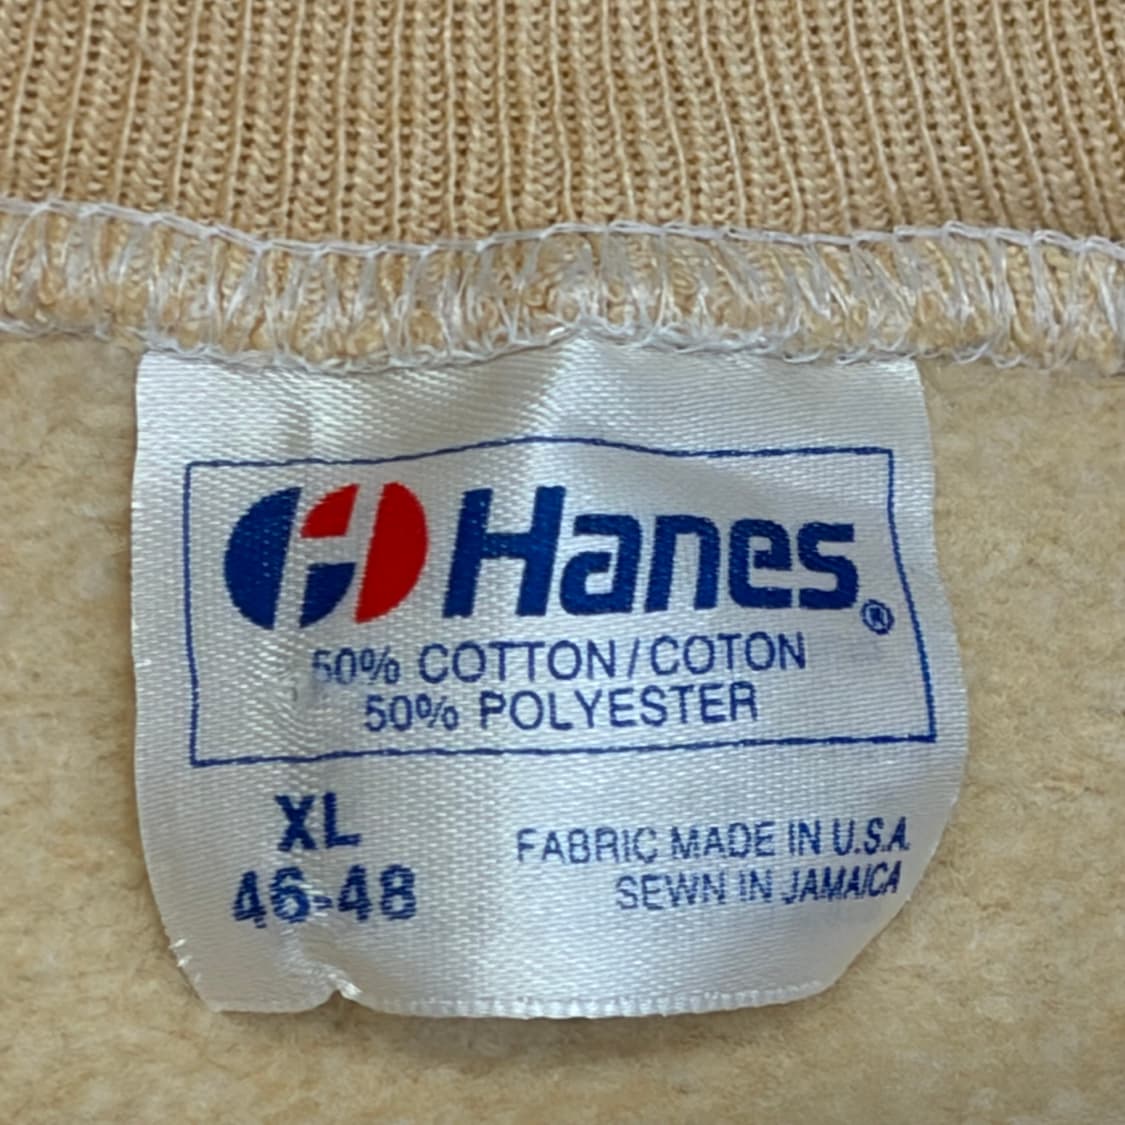 Hanes®
50% COTTON/COTON
50% POLYESTER
XL
46-48
FABRIC MADE IN U.S.A.
SEWN IN JAMAICA